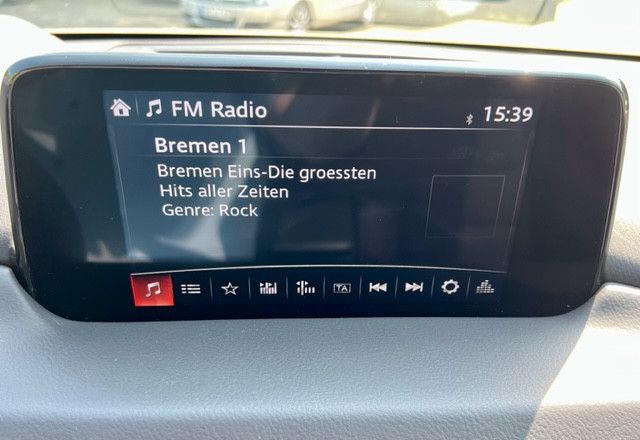 FM Radio
15:39
Bremen 1
Bremen Eins-Die groessten
Hits aller Zeiten
Genre: Rock
TA